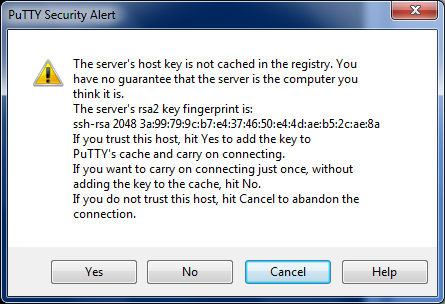 PuTTY Security Alert
The server's host key is not cached in the registry. You
have no guarantee that the server is the computer you
think it is.
The server's rsa2 key fingerprint is:
ssh-rsa 2048 3a:99:79:9c:b7:e4:37:46:50:e4:4d:ae:b5:2c:ae:8a
If you trust this host, hit Yes to add the key to
PuTTY's cache and carry on connecting.
If you want to carry on connecting just once, without
adding the key to the cache, hit No.
If you do not trust this host, hit Cancel to abandon the
connection.
Yes No Cancel Help